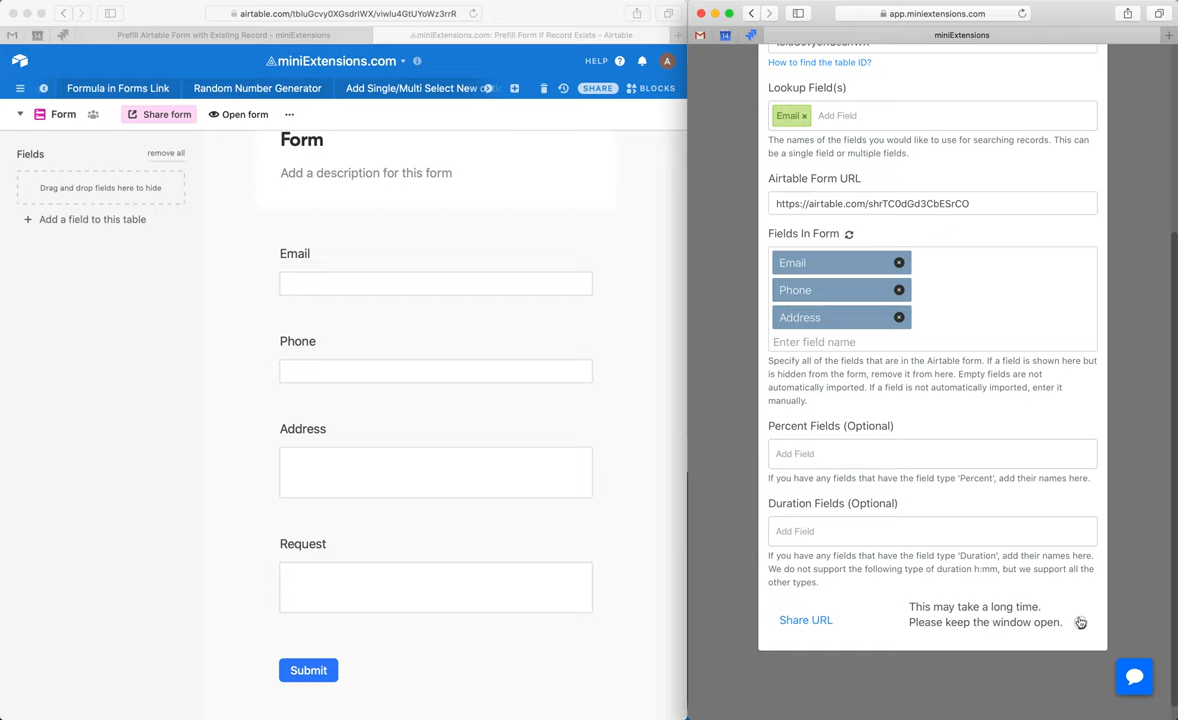 airtable.com/tbluGcvy0XGsdrIWX/viwlu4GtUYoWz3rrR
Prefill Airtable Form with Existing Record - miniExtensions
miniExtensions.com: Prefill Form if Record Exists - Airtable
miniExtensions.com
HELP
A
Formula in Forms Link
Random Number Generator
Add Single/Multi Select New
SHARE
BLOCKS
Form
Share form
Open form
Fields
remove all
Drag and drop fields here to hide
+ Add a field to this table
Form
Add a description for this form
Email
Phone
Address
Request
Submit
app.miniextensions.com
miniExtensions
How to find the table ID?
Lookup Field(s)
Email ×
Add Field
The names of the fields you would like to use for searching records. This can
be a single field or multiple fields.
Airtable Form URL
https://airtable.com/shrTC0dGd3CbESrCO
Fields In Form
Email
Phone
Address
Enter field name
Specify all of the fields that are in the Airtable form. If a field is shown here but
is hidden from the form, remove it from here. Empty fields are not
automatically imported. If a field is not automatically imported, enter it
manually.
Percent Fields (Optional)
Add Field
If you have any fields that have the field type 'Percent', add their names here.
Duration Fields (Optional)
Add Field
If you have any fields that have the field type 'Duration', add their names here.
We do not support the following type of duration h:mm, but we support all the
other types.
Share URL
This may take a long time.
Please keep the window open.